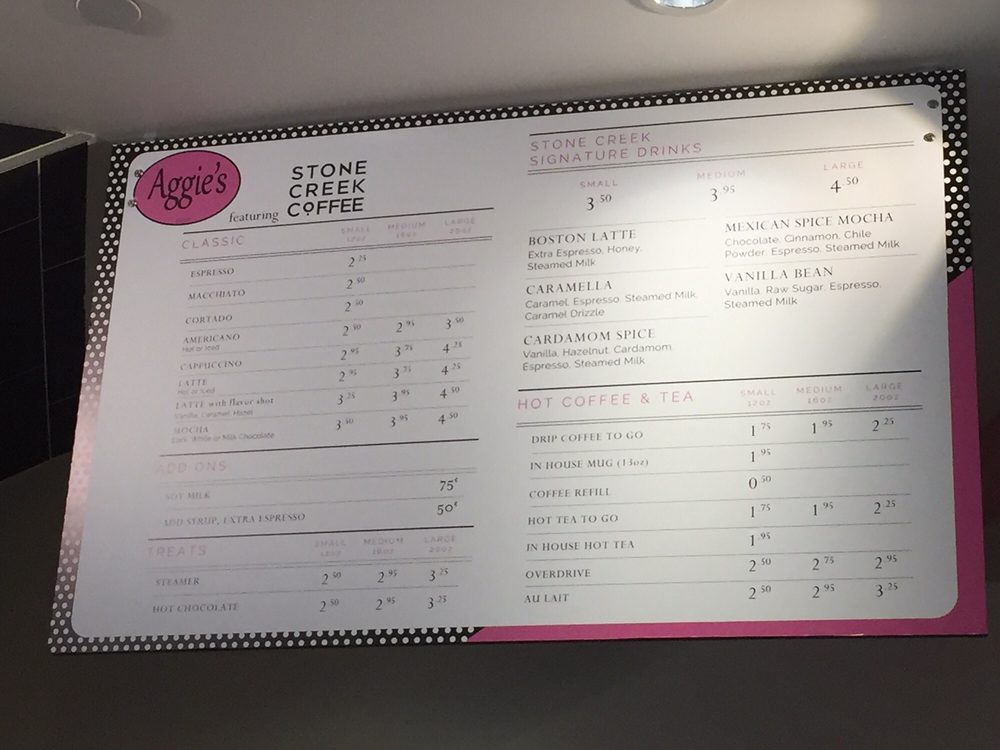 Aggie's
featuring
STONE
CREEK
COFFEE
CLASSIC SMALL 12OZ MEDIUM 16OZ LARGE 20OZ
ESPRESSO 2.25
MACCHIATO 2.50
CORTADO 2.50
AMERICANO 2.50 2.95 3.50
Hot or Iced
CAPPUCCINO 2.95 3.75 4.25
LATTE 2.95 3.75 4.25
Hot or Iced
LATTE with flavor shot 3.25 3.95 4.50
Vanilla, Caramel, Hazel
MOCHA 3.50 3.95 4.50
Dark, White or Milk Chocolate
ADD-ONS
SOY MILK 75¢
ADD SYRUP, EXTRA ESPRESSO 50¢
TREATS SMALL 12OZ MEDIUM 16OZ LARGE 20OZ
STEAMER 2.50 2.95 3.25
HOT CHOCOLATE 2.50 2.95 3.25
STONE CREEK
SIGNATURE DRINKS
SMALL MEDIUM LARGE
3.50 3.95 4.50
BOSTON LATTE
Extra Espresso, Honey,
Steamed Milk
CARAMELLA
Caramel, Espresso, Steamed Milk,
Caramel Drizzle
CARDAMOM SPICE
Vanilla, Hazelnut, Cardamom,
Espresso, Steamed Milk
MEXICAN SPICE MOCHA
Chocolate, Cinnamon, Chile
Powder, Espresso, Steamed Milk
VANILLA BEAN
Vanilla, Raw Sugar, Espresso,
Steamed Milk
HOT COFFEE & TEA SMALL 12OZ MEDIUM 16OZ LARGE 20OZ
DRIP COFFEE TO GO 1.75 1.95 2.25
IN HOUSE MUG (13oz) 1.95
COFFEE REFILL 0.50
HOT TEA TO GO 1.75 1.95 2.25
IN HOUSE HOT TEA 1.95
OVERDRIVE 2.50 2.75 2.95
AU LAIT 2.50 2.95 3.25